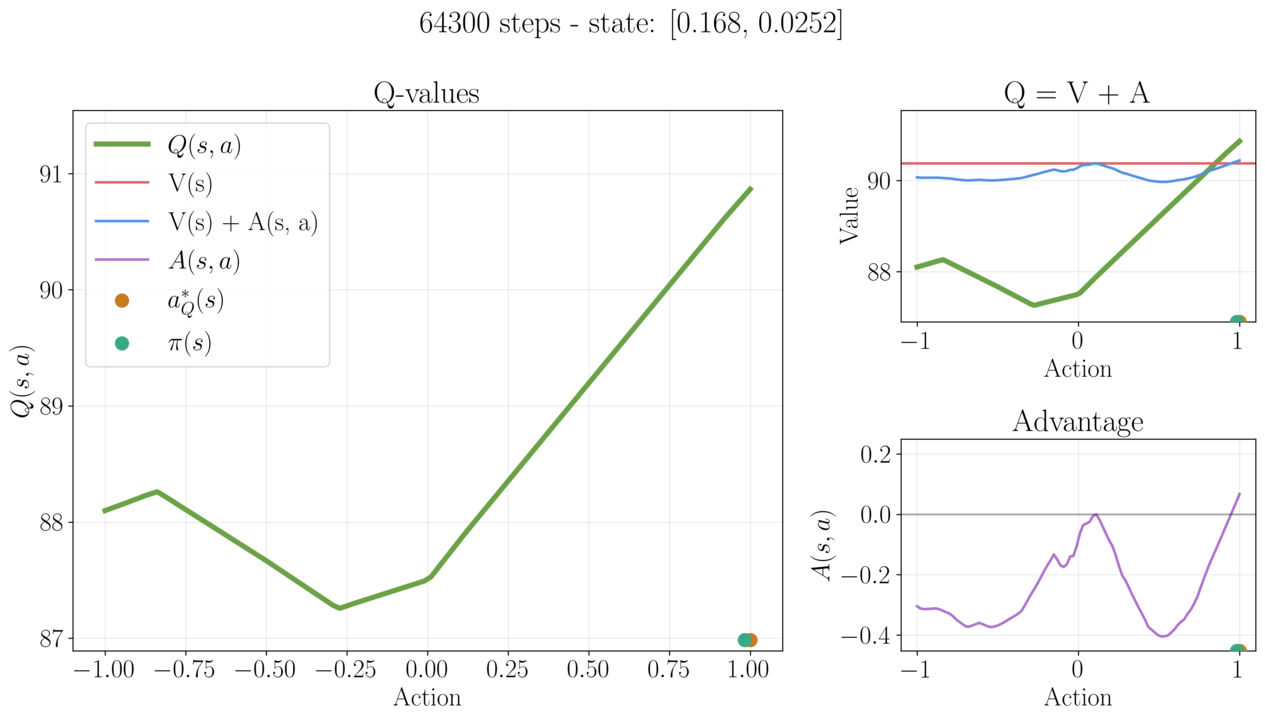 64300 steps - state: [0.168, 0.0252]
Q-values
Q(s, a)
V(s)
V(s) + A(s, a)
A(s, a)
a*Q(s)
π(s)
Q(s, a)
91
90
89
88
87
−1.00
−0.75
−0.50
−0.25
0.00
0.25
0.50
0.75
1.00
Action
Q = V + A
Value
90
88
−1
0
1
Action
Advantage
A(s, a)
0.2
0.0
−0.2
−0.4
−1
0
1
Action